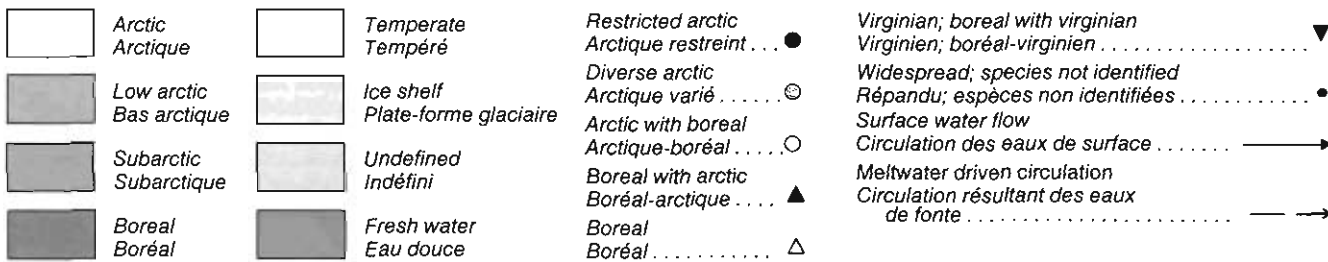 Arctic
Arctique
Low arctic
Bas arctique
Subarctic
Subarctique
Boreal
Boréal
Temperate
Tempéré
Ice shelf
Plate-forme glaciaire
Undefined
Indéfini
Fresh water
Eau douce
Restricted arctic
Arctique restreint . . .
Diverse arctic
Arctique varié . . . . . .
Arctic with boreal
Arctique-boréal . . . . .
Boreal with arctic
Boréal-arctique . . . .
Boreal
Boréal . . . . . . . . . . .
Virginian; boreal with virginian
Virginien; boréal-virginien . . . . . . . . . . . . . . . . . .
Widespread; species not identified
Répandu; espèces non identifiées . . . . . . . . . . .
Surface water flow
Circulation des eaux de surface . . . . . . .
Meltwater driven circulation
Circulation résultant des eaux
de fonte . . . . . . . . . . . . . . . . . . . . . .